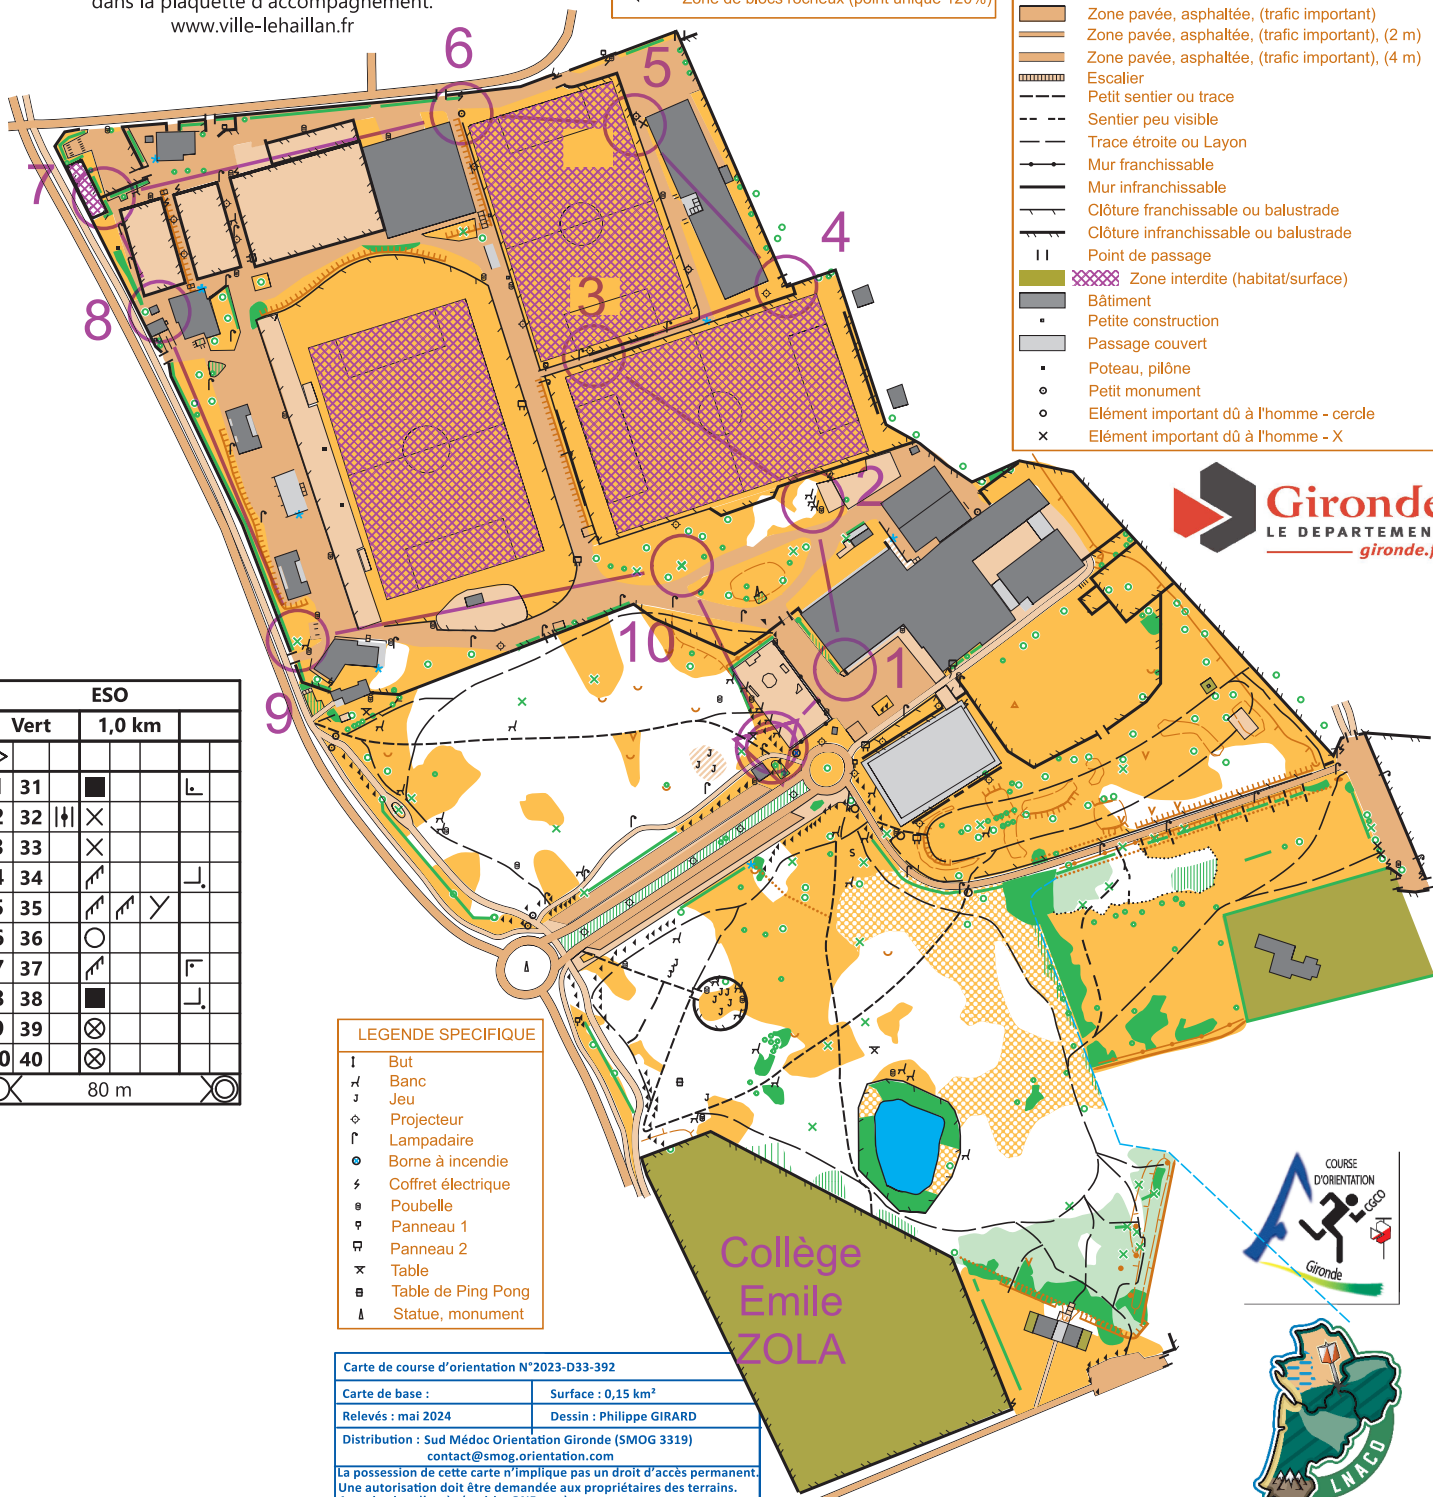 dans la plaquette d'accompagnement.
www.ville-lehaillan.fr
Zone de blocs rocheux (point unique 120%)
Zone pavée, asphaltée, (trafic important)
Zone pavée, asphaltée, (trafic important), (2 m)
Zone pavée, asphaltée, (trafic important), (4 m)
Escalier
Petit sentier ou trace
Sentier peu visible
Trace étroite ou Layon
Mur franchissable
Mur infranchissable
Clôture franchissable ou balustrade
Clôture infranchissable ou balustrade
Point de passage
Zone interdite (habitat/surface)
Bâtiment
Petite construction
Passage couvert
Poteau, pilône
Petit monument
Elément important dû à l'homme - cercle
Elément important dû à l'homme - X
6
5
7
4
3
8
2
10
1
9
Gironde
LE DEPARTEMEN
gironde.f
ESO
Vert 1,0 km
31
32
33
34
35
36
37
38
39
0 40
80 m
LEGENDE SPECIFIQUE
But
Banc
Jeu
Projecteur
Lampadaire
Borne à incendie
Coffret électrique
Poubelle
Panneau 1
Panneau 2
Table
Table de Ping Pong
Statue, monument
Collège
Emile
ZOLA
COURSE
D'ORIENTATION
CGCO
Gironde
LNACO
Carte de course d'orientation N°2023-D33-392
Carte de base : Surface : 0,15 km²
Relevés : mai 2024 Dessin : Philippe GIRARD
Distribution : Sud Médoc Orientation Gironde (SMOG 3319)
contact@smog.orientation.com
La possession de cette carte n'implique pas un droit d'accès permanent.
Une autorisation doit être demandée aux propriétaires des terrains.